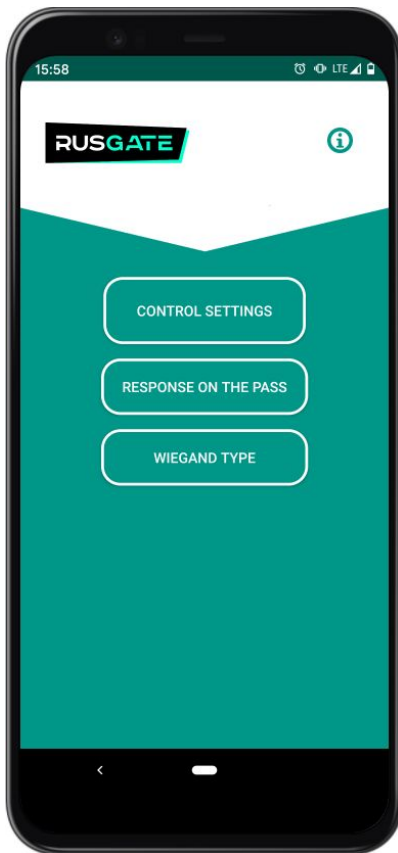 15:58
LTE
RUSGATE
CONTROL SETTINGS
RESPONSE ON THE PASS
WIEGAND TYPE